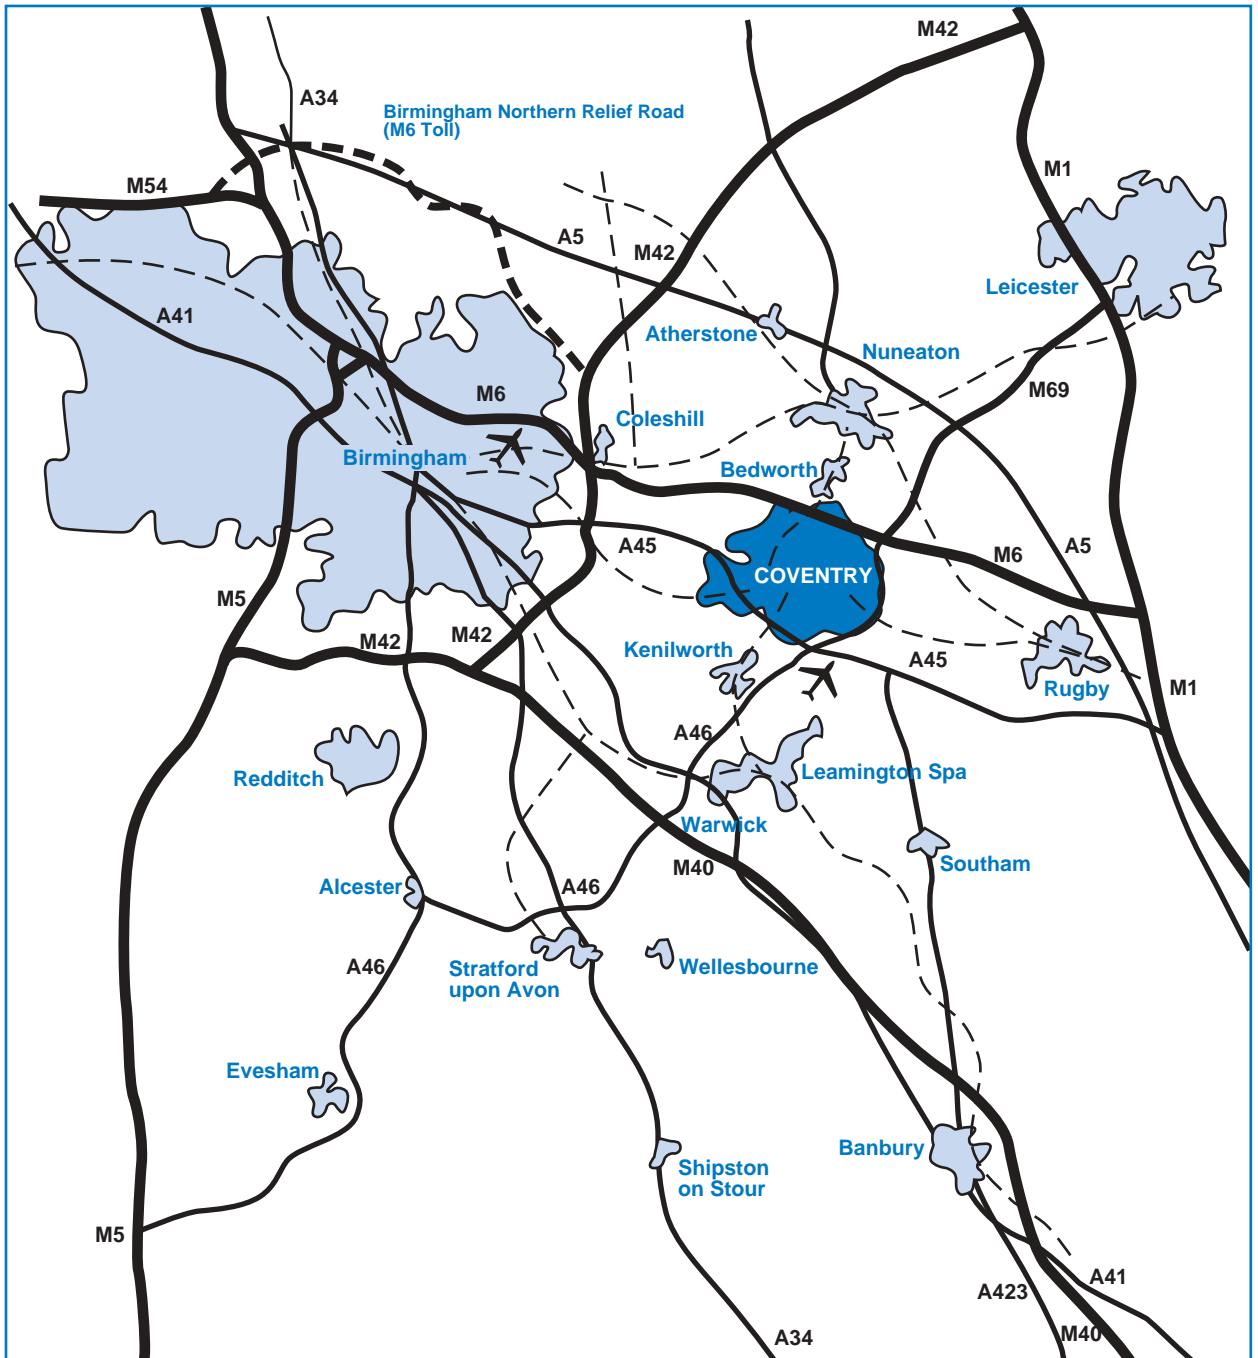 M42
A34
Birmingham Northern Relief Road
(M6 Toll)
M1
M54
A5
M42
Leicester
A41
Atherstone
Nuneaton
M69
M6
Coleshill
Birmingham
Bedworth
A45
M6
A5
COVENTRY
M5
M42
M42
Kenilworth
A45
Rugby
M1
A46
Redditch
Leamington Spa
Warwick
M40
Southam
Alcester
A46
A46
Stratford
upon Avon
Wellesbourne
Evesham
Banbury
Shipston
on Stour
M5
A423
A41
A34
M40